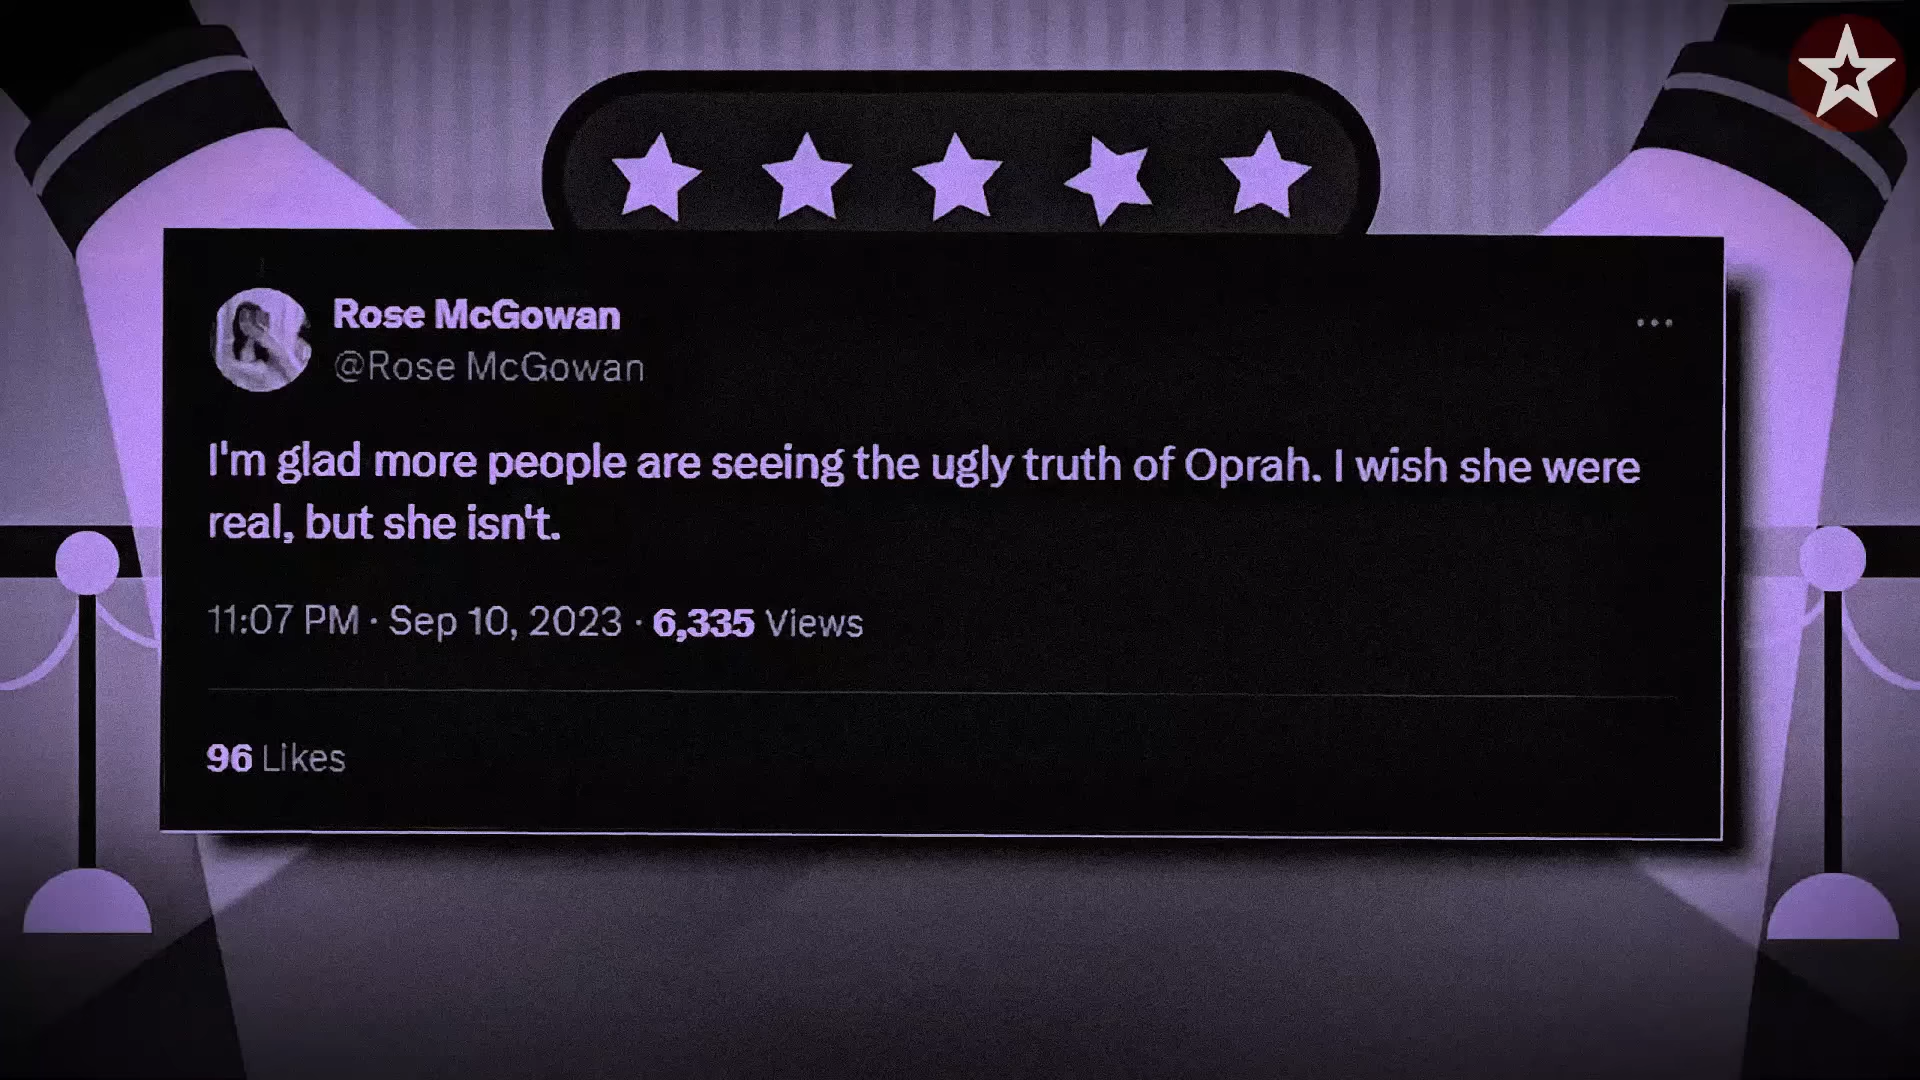 Rose McGowan
@Rose McGowan
I'm glad more people are seeing the ugly truth of Oprah. I wish she were
real, but she isn't.
11:07 PM · Sep 10, 2023 · 6,335 Views
96 Likes